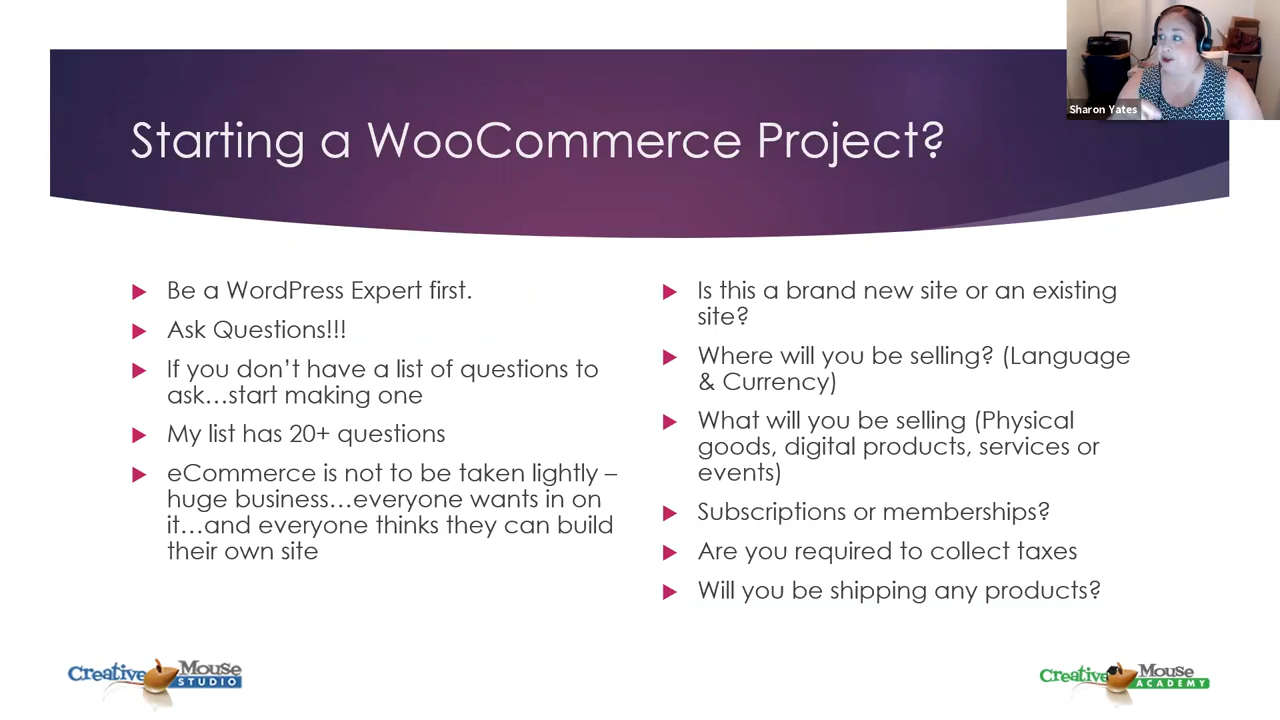 Sharon Yates
Starting a WooCommerce Project?
Be a WordPress Expert first.
Ask Questions!!!
If you don't have a list of questions to
ask...start making one
My list has 20+ questions
eCommerce is not to be taken lightly –
huge business...everyone wants in on
it...and everyone thinks they can build
their own site
Is this a brand new site or an existing
site?
Where will you be selling? (Language
& Currency)
What will you be selling (Physical
goods, digital products, services or
events)
Subscriptions or memberships?
Are you required to collect taxes
Will you be shipping any products?
Creative Mouse
STUDIO
Creative Mouse
ACADEMY